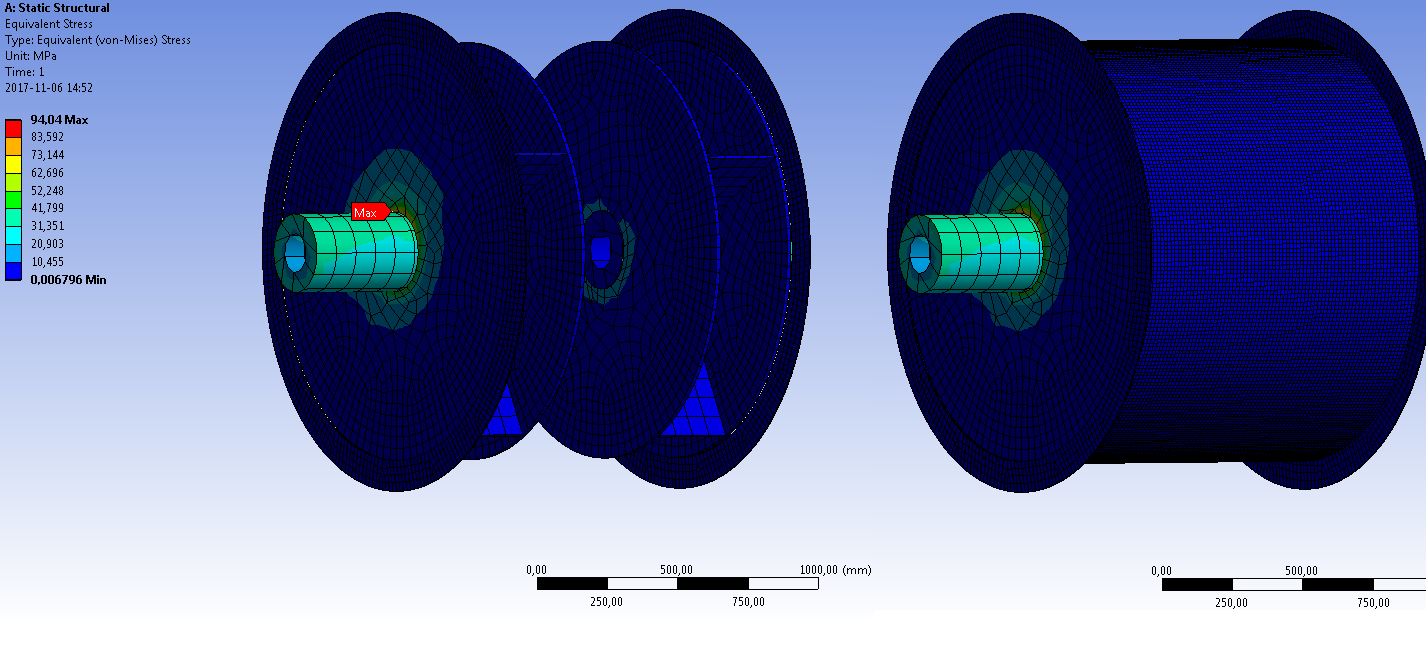 A: Static Structural
Equivalent Stress
Type: Equivalent (von-Mises) Stress
Unit: MPa
Time: 1
2017-11-06 14:52
94,04 Max
83,592
73,144
62,696
52,248
41,799
31,351
20,903
10,455
0,006796 Min
Max
0,00 500,00 1000,00 (mm)
250,00 750,00
0,00 500,00
250,00 750,00